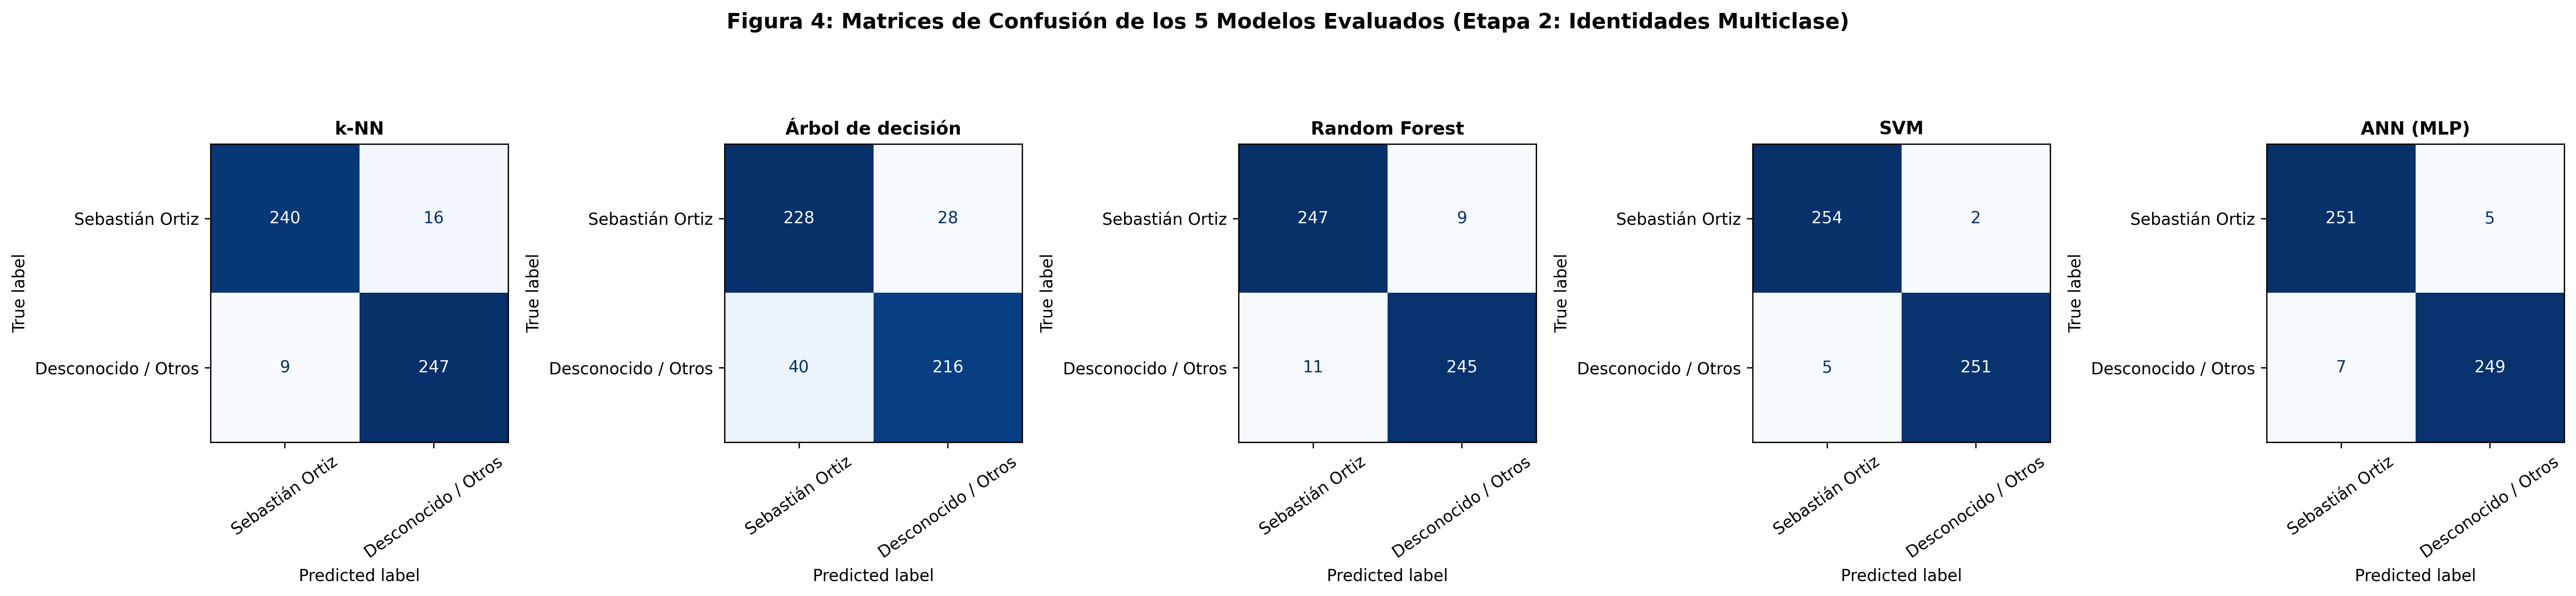 Figura 4: Matrices de Confusión de los 5 Modelos Evaluados (Etapa 2: Identidades Multiclase)
k-NN
True label
Sebastián Ortiz
240 16
Desconocido / Otros
9 247
Sebastián Ortiz
Desconocido / Otros
Predicted label
Árbol de decisión
True label
Sebastián Ortiz
228 28
Desconocido / Otros
40 216
Sebastián Ortiz
Desconocido / Otros
Predicted label
Random Forest
True label
Sebastián Ortiz
247 9
Desconocido / Otros
11 245
Sebastián Ortiz
Desconocido / Otros
Predicted label
SVM
True label
Sebastián Ortiz
254 2
Desconocido / Otros
5 251
Sebastián Ortiz
Desconocido / Otros
Predicted label
ANN (MLP)
True label
Sebastián Ortiz
251 5
Desconocido / Otros
7 249
Sebastián Ortiz
Desconocido / Otros
Predicted label